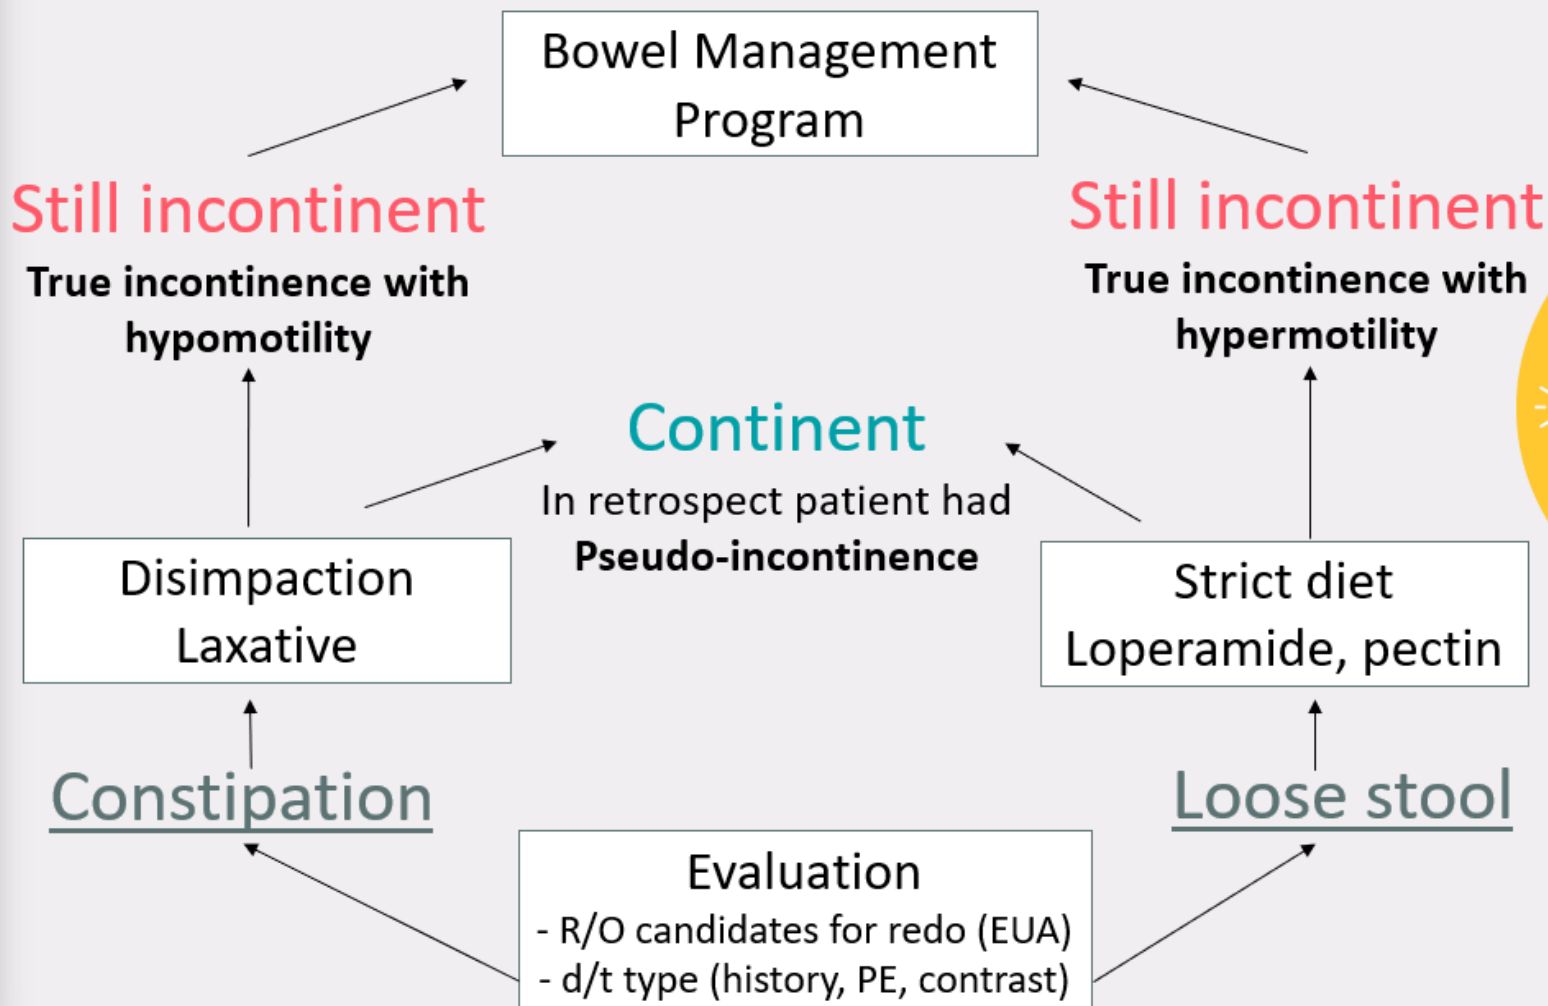 Bowel Management
Program
Still incontinent
True incontinence with
hypomotility
Still incontinent
True incontinence with
hypermotility
Continent
In retrospect patient had
Pseudo-incontinence
Disimpaction
Laxative
Strict diet
Loperamide, pectin
Constipation
Loose stool
Evaluation
- R/O candidates for redo (EUA)
- d/t type (history, PE, contrast)